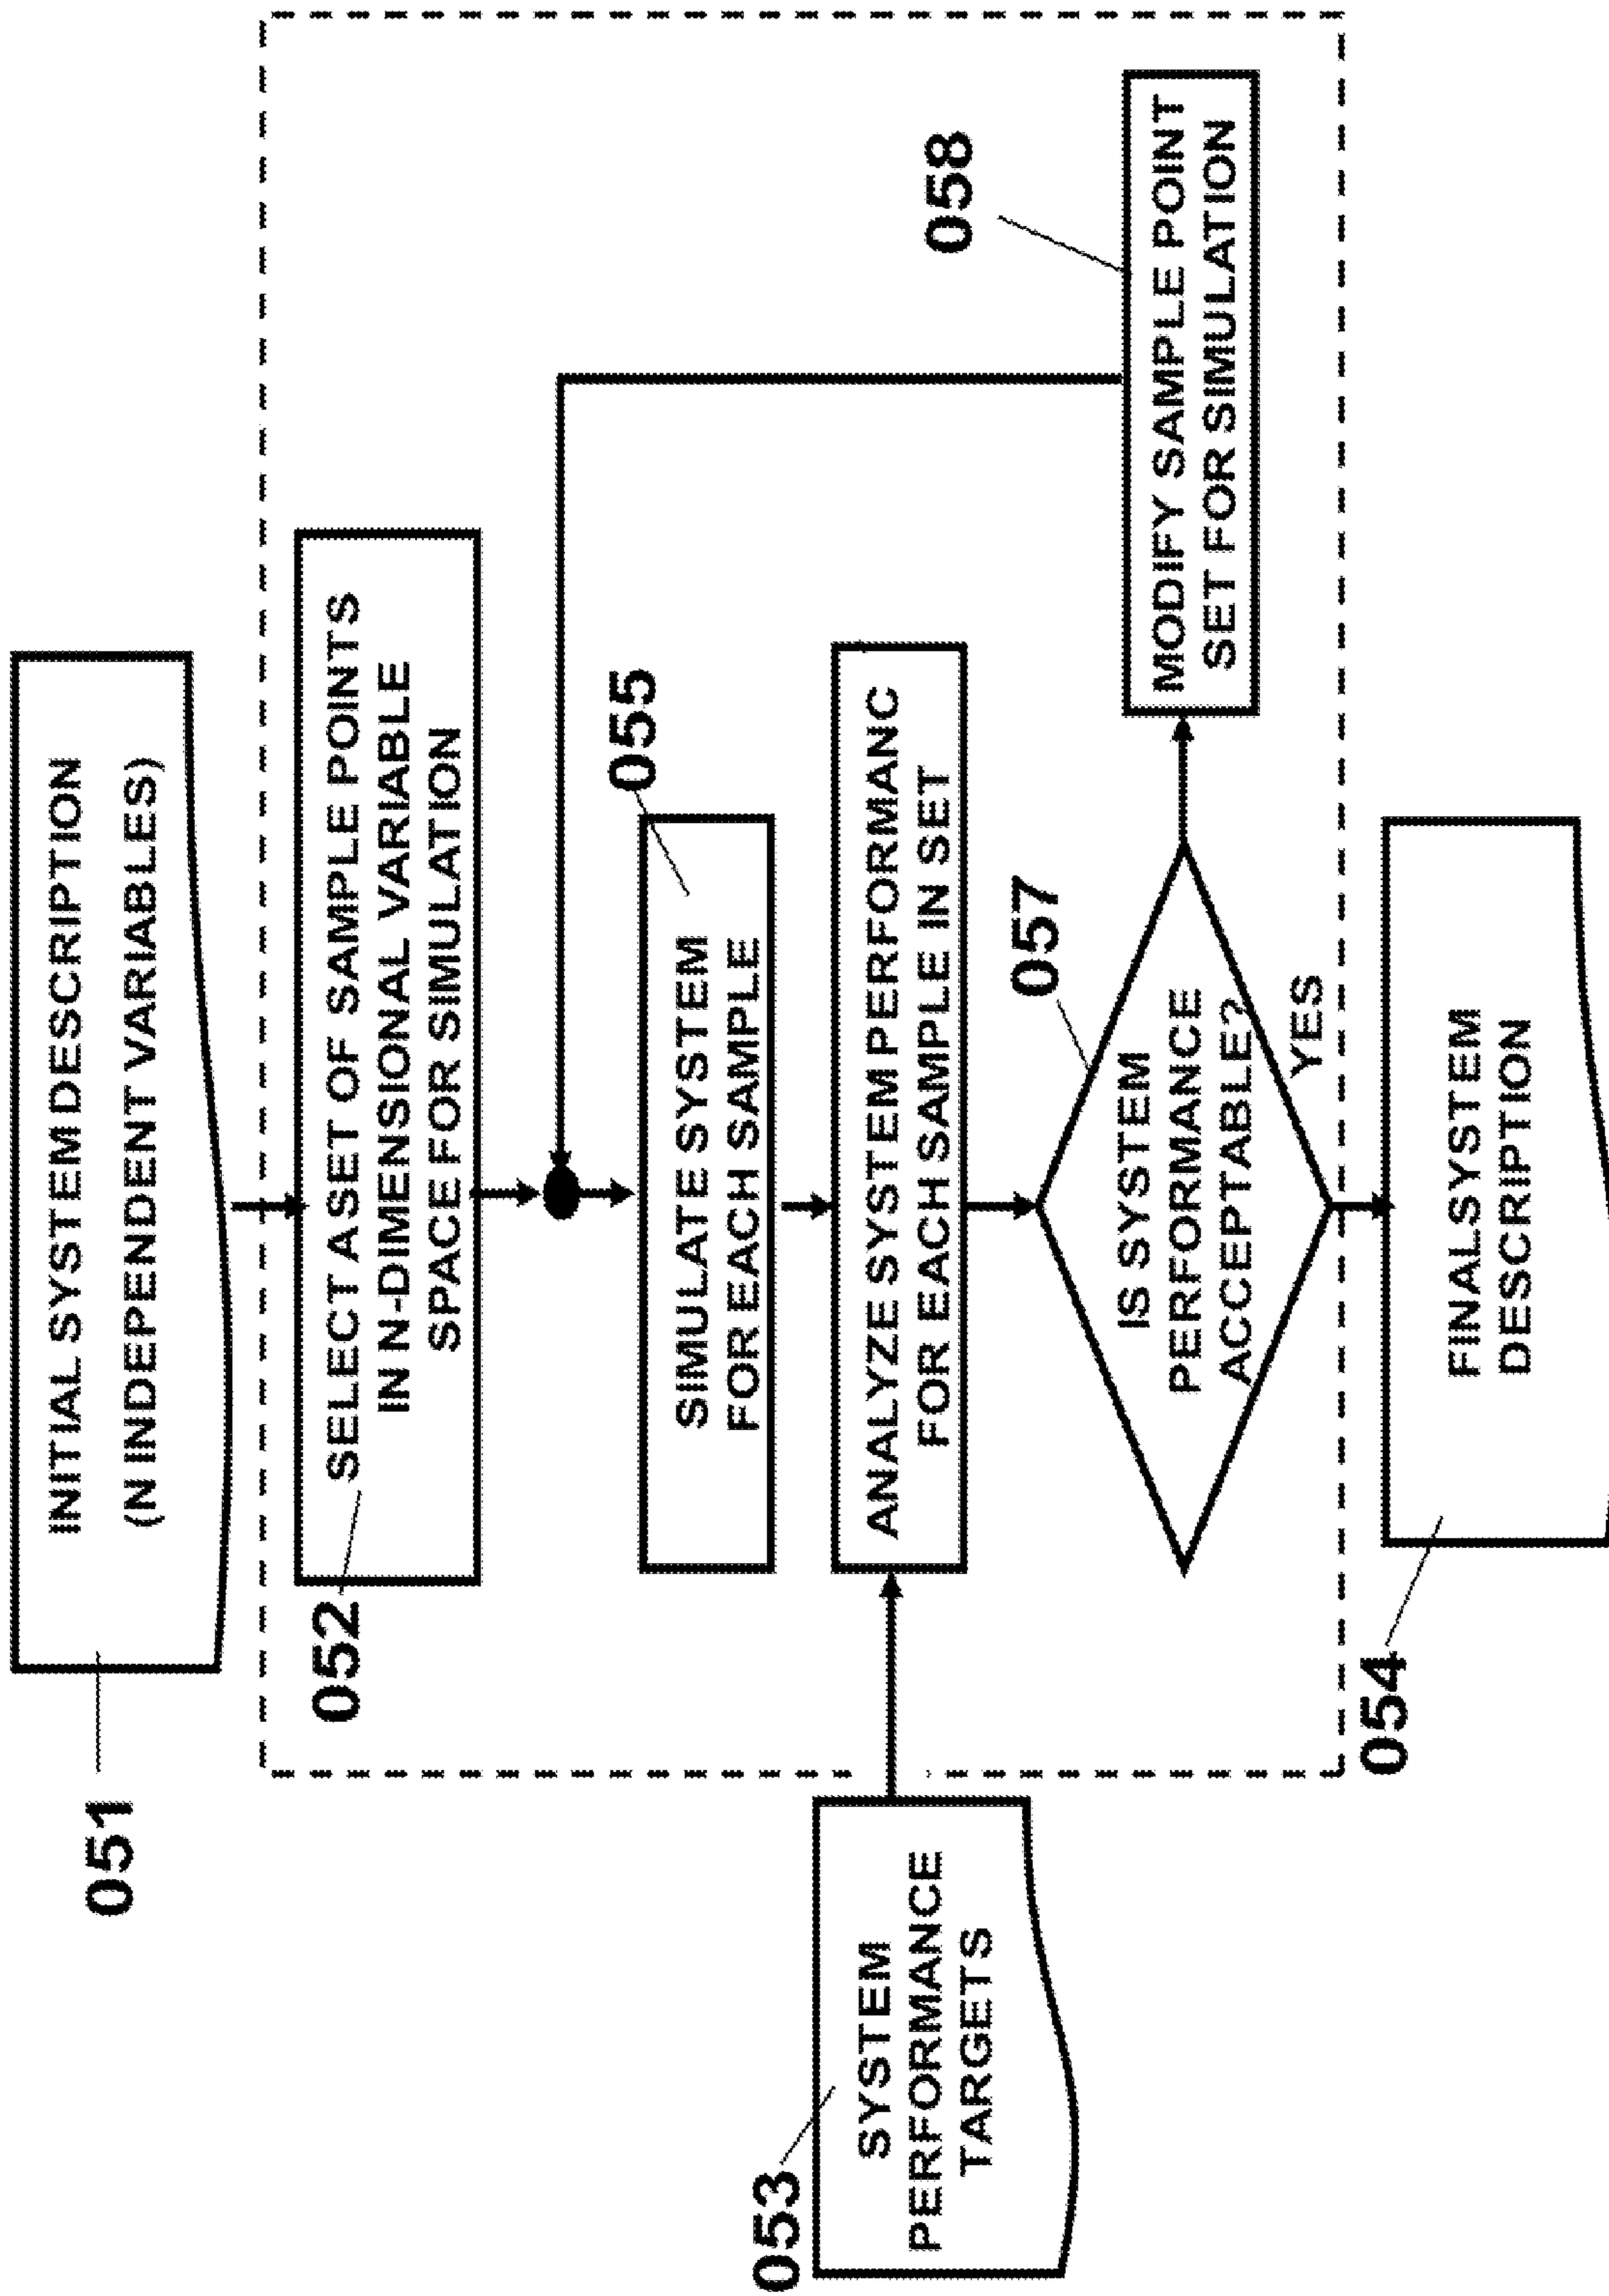 051
INITIAL SYSTEM DESCRIPTION
(N INDEPENDENT VARIABLES)
052
SELECT A SET OF SAMPLE POINTS
IN N-DIMENSIONAL VARIABLE
SPACE FOR SIMULATION
055
SIMULATE SYSTEM
FOR EACH SAMPLE
053
SYSTEM
PERFORMANCE
TARGETS
ANALYZE SYSTEM PERFORMANC
FOR EACH SAMPLE IN SET
058
057
IS SYSTEM
PERFORMANCE
ACCEPTABLE?
MODIFY SAMPLE POINT
SET FOR SIMULATION
YES
054
FINALSYSTEM
DESCRIPTION